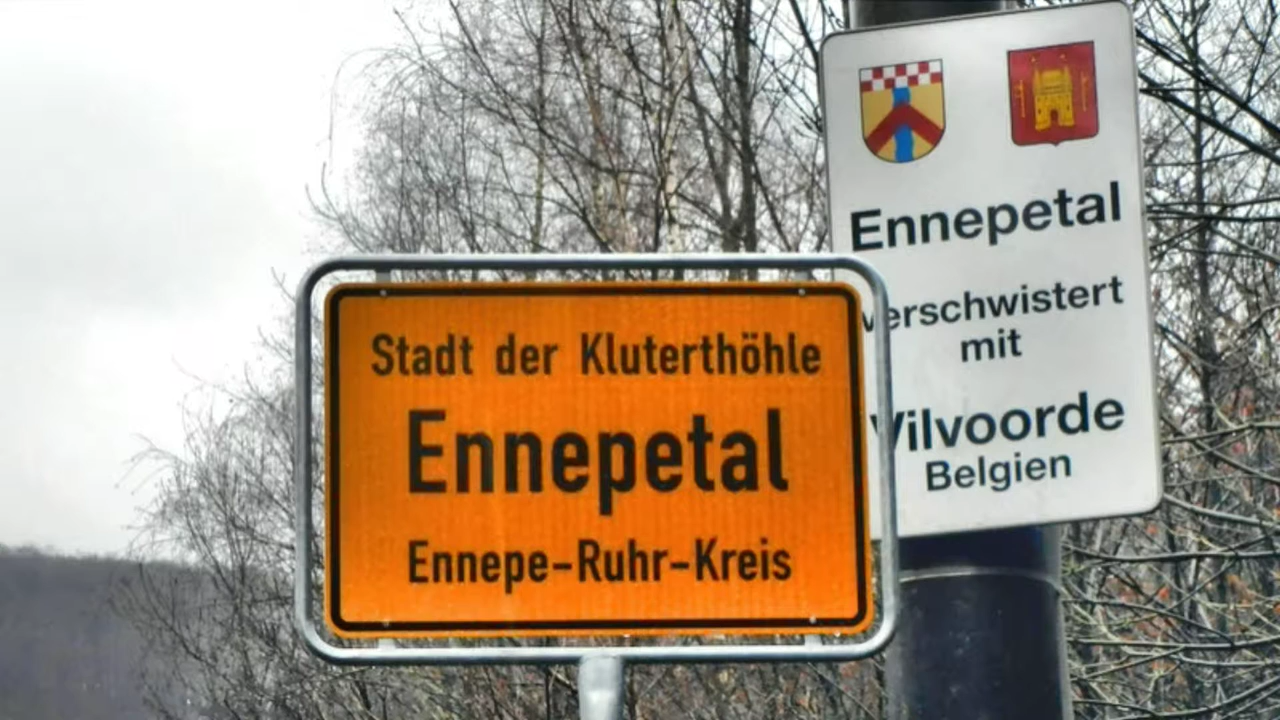 Stadt der Kluterthöhle
Ennepetal
Ennepe-Ruhr-Kreis
Ennepetal
verschwistert
mit
Vilvoorde
Belgien